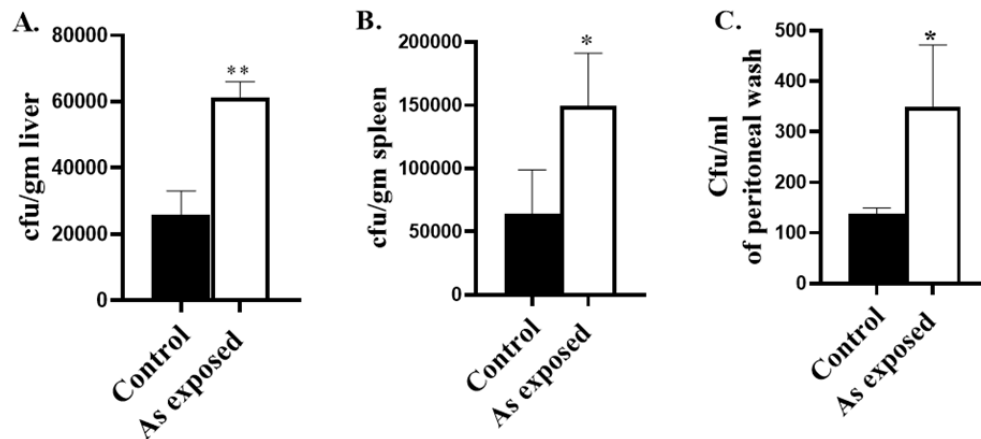 A.
cfu/gm liver
80000
60000
40000
20000
0
**
Control
As exposed
B.
cfu/gm spleen
200000
150000
100000
50000
0
*
Control
As exposed
C.
Cfu/ml
of peritoneal wash
500
400
300
200
100
0
*
Control
As exposed